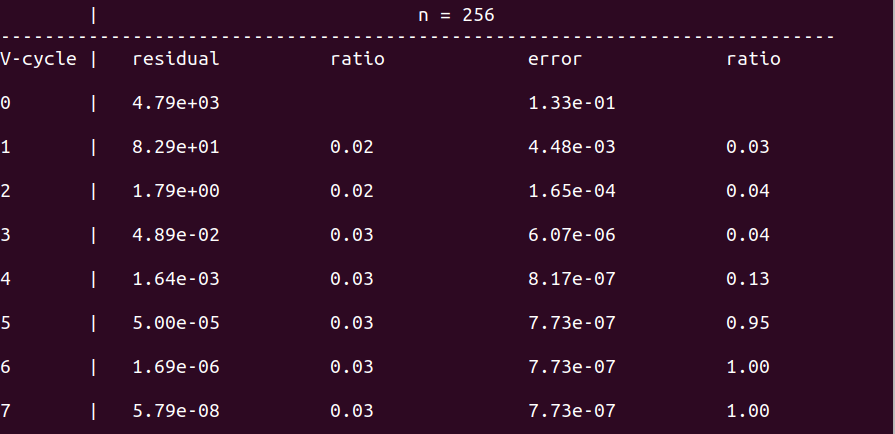 | n = 256
---------------------------------------------------------------------------
V-cycle | residual ratio error ratio
0 | 4.79e+03 1.33e-01
1 | 8.29e+01 0.02 4.48e-03 0.03
2 | 1.79e+00 0.02 1.65e-04 0.04
3 | 4.89e-02 0.03 6.07e-06 0.04
4 | 1.64e-03 0.03 8.17e-07 0.13
5 | 5.00e-05 0.03 7.73e-07 0.95
6 | 1.69e-06 0.03 7.73e-07 1.00
7 | 5.79e-08 0.03 7.73e-07 1.00